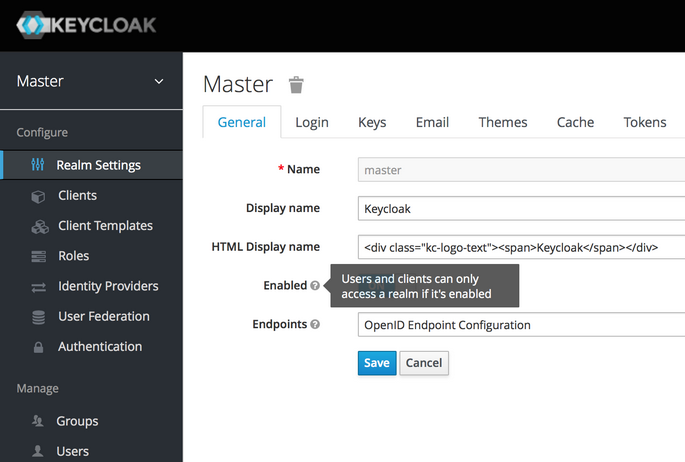 KEYCLOAK
Master
Configure
Realm Settings
Clients
Client Templates
Roles
Identity Providers
User Federation
Authentication
Manage
Groups
Users
Master
General Login Keys Email Themes Cache Tokens
* Name master
Display name Keycloak
HTML Display name <div class="kc-logo-text"><span>Keycloak</span></div>
Enabled ?
Users and clients can only
access a realm if it's enabled
Endpoints ? OpenID Endpoint Configuration
Save Cancel